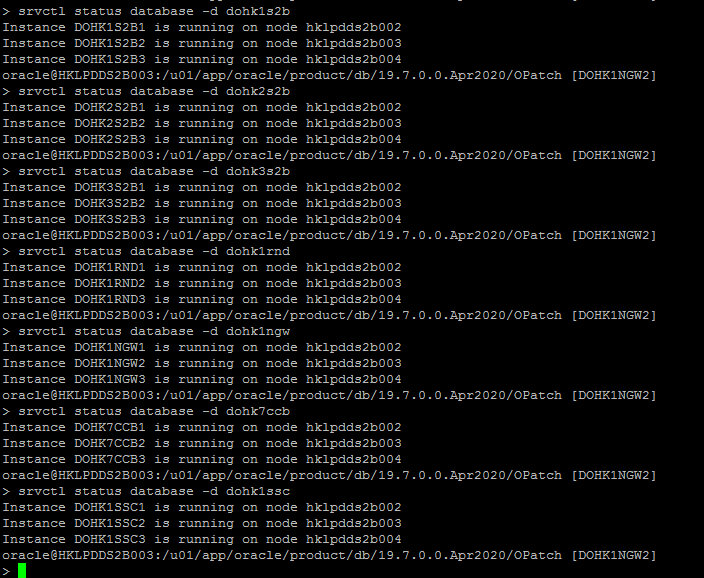 > srvctl status database -d dohk1s2b
Instance DOHK1S2B1 is running on node hklpdds2b002
Instance DOHK1S2B2 is running on node hklpdds2b003
Instance DOHK1S2B3 is running on node hklpdds2b004
oracle@HKLPDDS2B003:/u01/app/oracle/product/db/19.7.0.0.Apr2020/OPatch [DOHK1NGW2]
> srvctl status database -d dohk2s2b
Instance DOHK2S2B1 is running on node hklpdds2b002
Instance DOHK2S2B2 is running on node hklpdds2b003
Instance DOHK2S2B3 is running on node hklpdds2b004
oracle@HKLPDDS2B003:/u01/app/oracle/product/db/19.7.0.0.Apr2020/OPatch [DOHK1NGW2]
> srvctl status database -d dohk3s2b
Instance DOHK3S2B1 is running on node hklpdds2b002
Instance DOHK3S2B2 is running on node hklpdds2b003
Instance DOHK3S2B3 is running on node hklpdds2b004
oracle@HKLPDDS2B003:/u01/app/oracle/product/db/19.7.0.0.Apr2020/OPatch [DOHK1NGW2]
> srvctl status database -d dohk1rnd
Instance DOHK1RND1 is running on node hklpdds2b002
Instance DOHK1RND2 is running on node hklpdds2b003
Instance DOHK1RND3 is running on node hklpdds2b004
oracle@HKLPDDS2B003:/u01/app/oracle/product/db/19.7.0.0.Apr2020/OPatch [DOHK1NGW2]
> srvctl status database -d dohk1ngw
Instance DOHK1NGW1 is running on node hklpdds2b002
Instance DOHK1NGW2 is running on node hklpdds2b003
Instance DOHK1NGW3 is running on node hklpdds2b004
oracle@HKLPDDS2B003:/u01/app/oracle/product/db/19.7.0.0.Apr2020/OPatch [DOHK1NGW2]
> srvctl status database -d dohk7ccb
Instance DOHK7CCB1 is running on node hklpdds2b002
Instance DOHK7CCB2 is running on node hklpdds2b003
Instance DOHK7CCB3 is running on node hklpdds2b004
oracle@HKLPDDS2B003:/u01/app/oracle/product/db/19.7.0.0.Apr2020/OPatch [DOHK1NGW2]
> srvctl status database -d dohk1ssc
Instance DOHK1SSC1 is running on node hklpdds2b002
Instance DOHK1SSC2 is running on node hklpdds2b003
Instance DOHK1SSC3 is running on node hklpdds2b004
oracle@HKLPDDS2B003:/u01/app/oracle/product/db/19.7.0.0.Apr2020/OPatch [DOHK1NGW2]
>